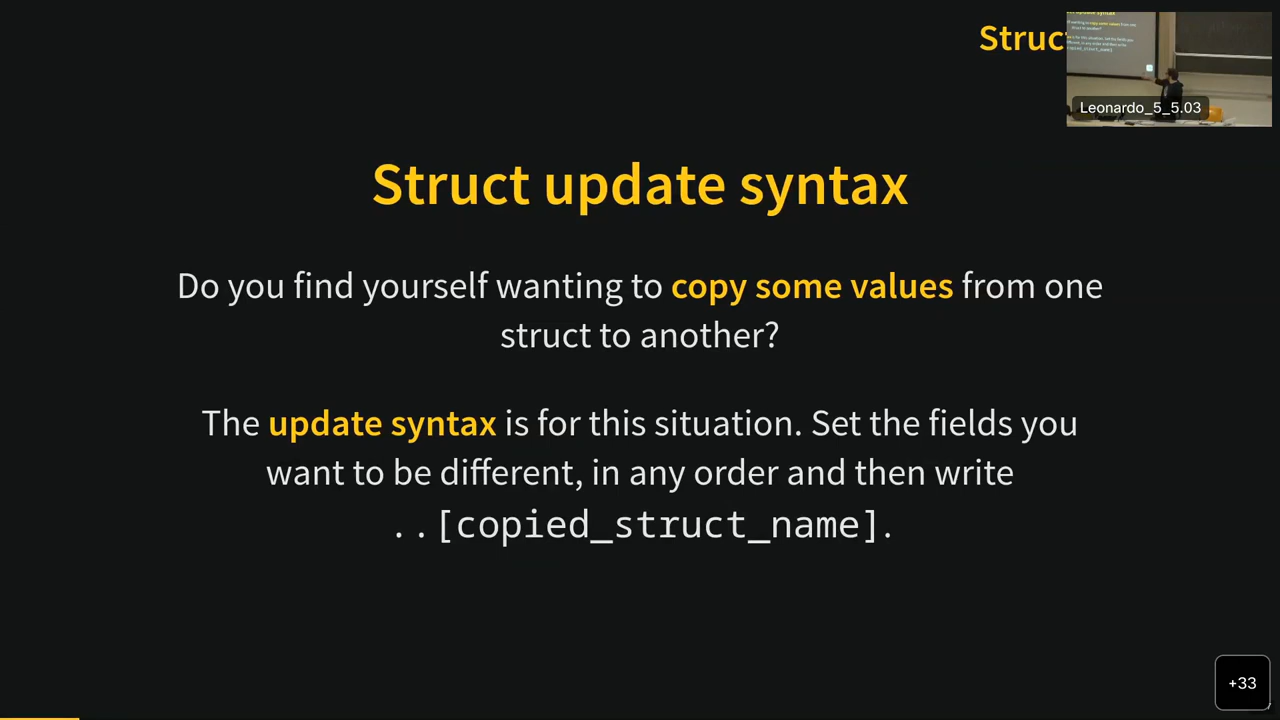 Struct
Leonardo_5_5.03
Struct update syntax
Do you find yourself wanting to copy some values from one
struct to another?
The update syntax is for this situation. Set the fields you
want to be different, in any order and then write
..[copied_struct_name].
+33